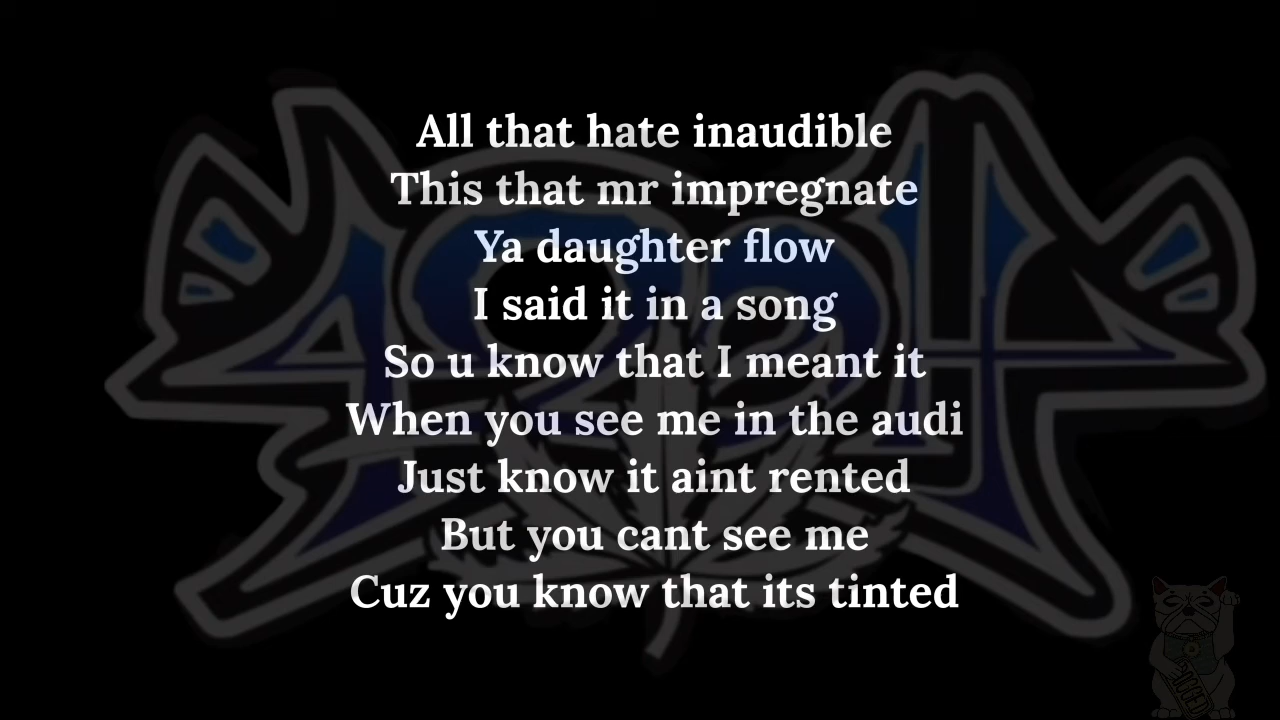 All that hate inaudible
This that mr impregnate
Ya daughter flow
I said it in a song
So u know that I meant it
When you see me in the audi
Just know it aint rented
But you cant see me
Cuz you know that its tinted